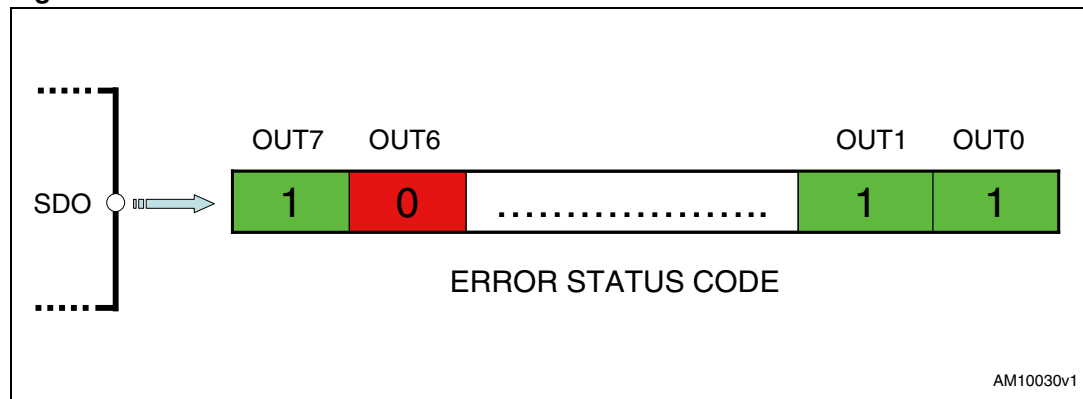 OUT7 OUT6 OUT1 OUT0
SDO 1 0 ..................... 1 1
ERROR STATUS CODE
AM10030v1